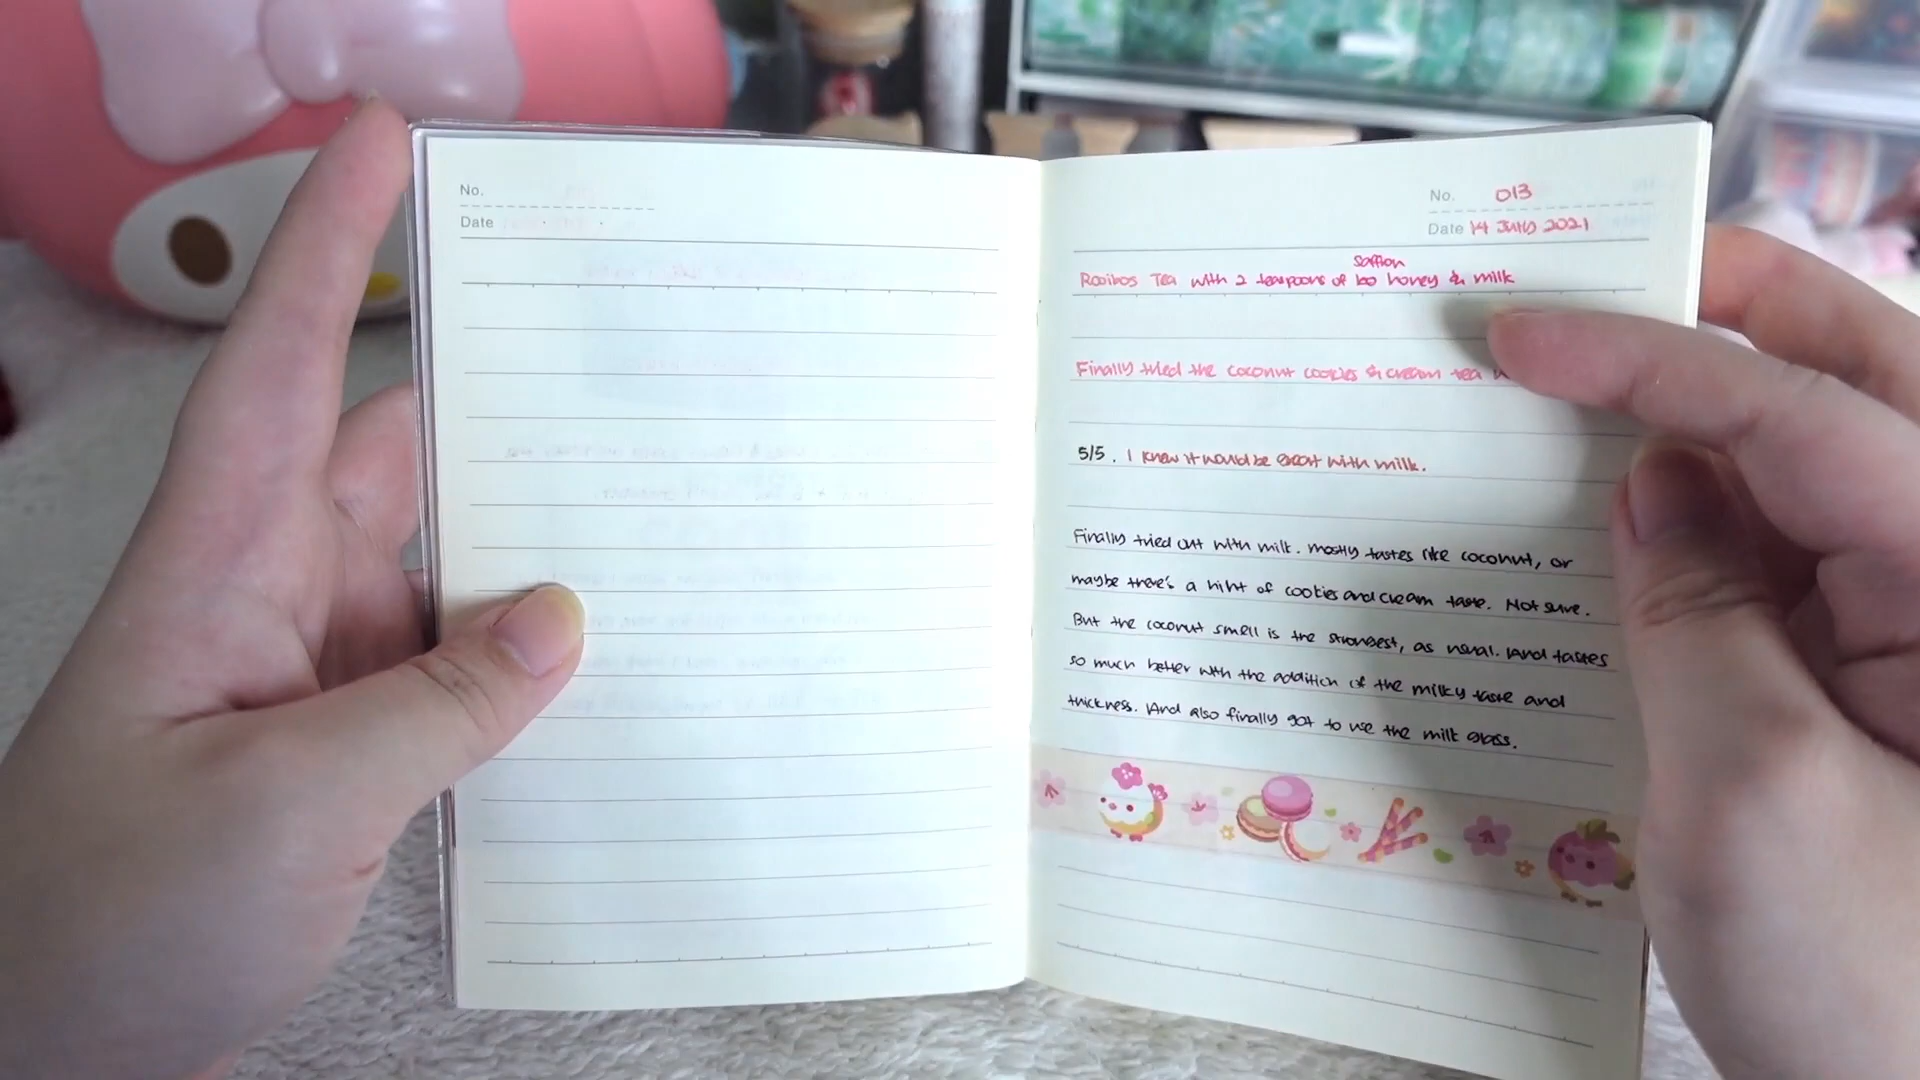 No.
Date
No. 013
Date 14 July 2021
Saffron
Rooibos Tea with 2 teaspoons of honey & milk
Finally tried the coconut cookies & cream tea
5/5. I knew it would be great with milk.
Finally tried out with milk. mostly tastes like coconut, or
maybe there's a hint of cookies and cream taste. Not sure.
But the coconut smell is the strongest, as usual. And tastes
so much better with the addition of the milky taste and
thickness. And also finally got to use the milk glass.